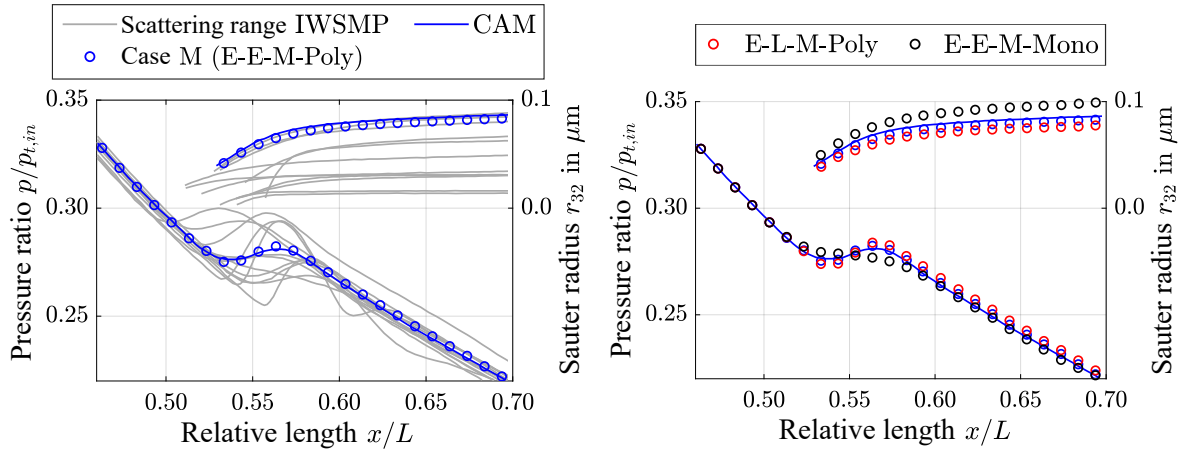 Scattering range IWSMP CAM
Case M (E-E-M-Poly)
0.35
0.30
0.25
Pressure ratio p/p_{t,in}
0.1
0.0
Sauter radius r_{32} in μm
0.50 0.55 0.60 0.65 0.70
Relative length x/L
E-L-M-Poly E-E-M-Mono
0.35
0.30
0.25
Pressure ratio p/p_{t,in}
0.1
0.0
Sauter radius r_{32} in μm
0.50 0.55 0.60 0.65 0.70
Relative length x/L